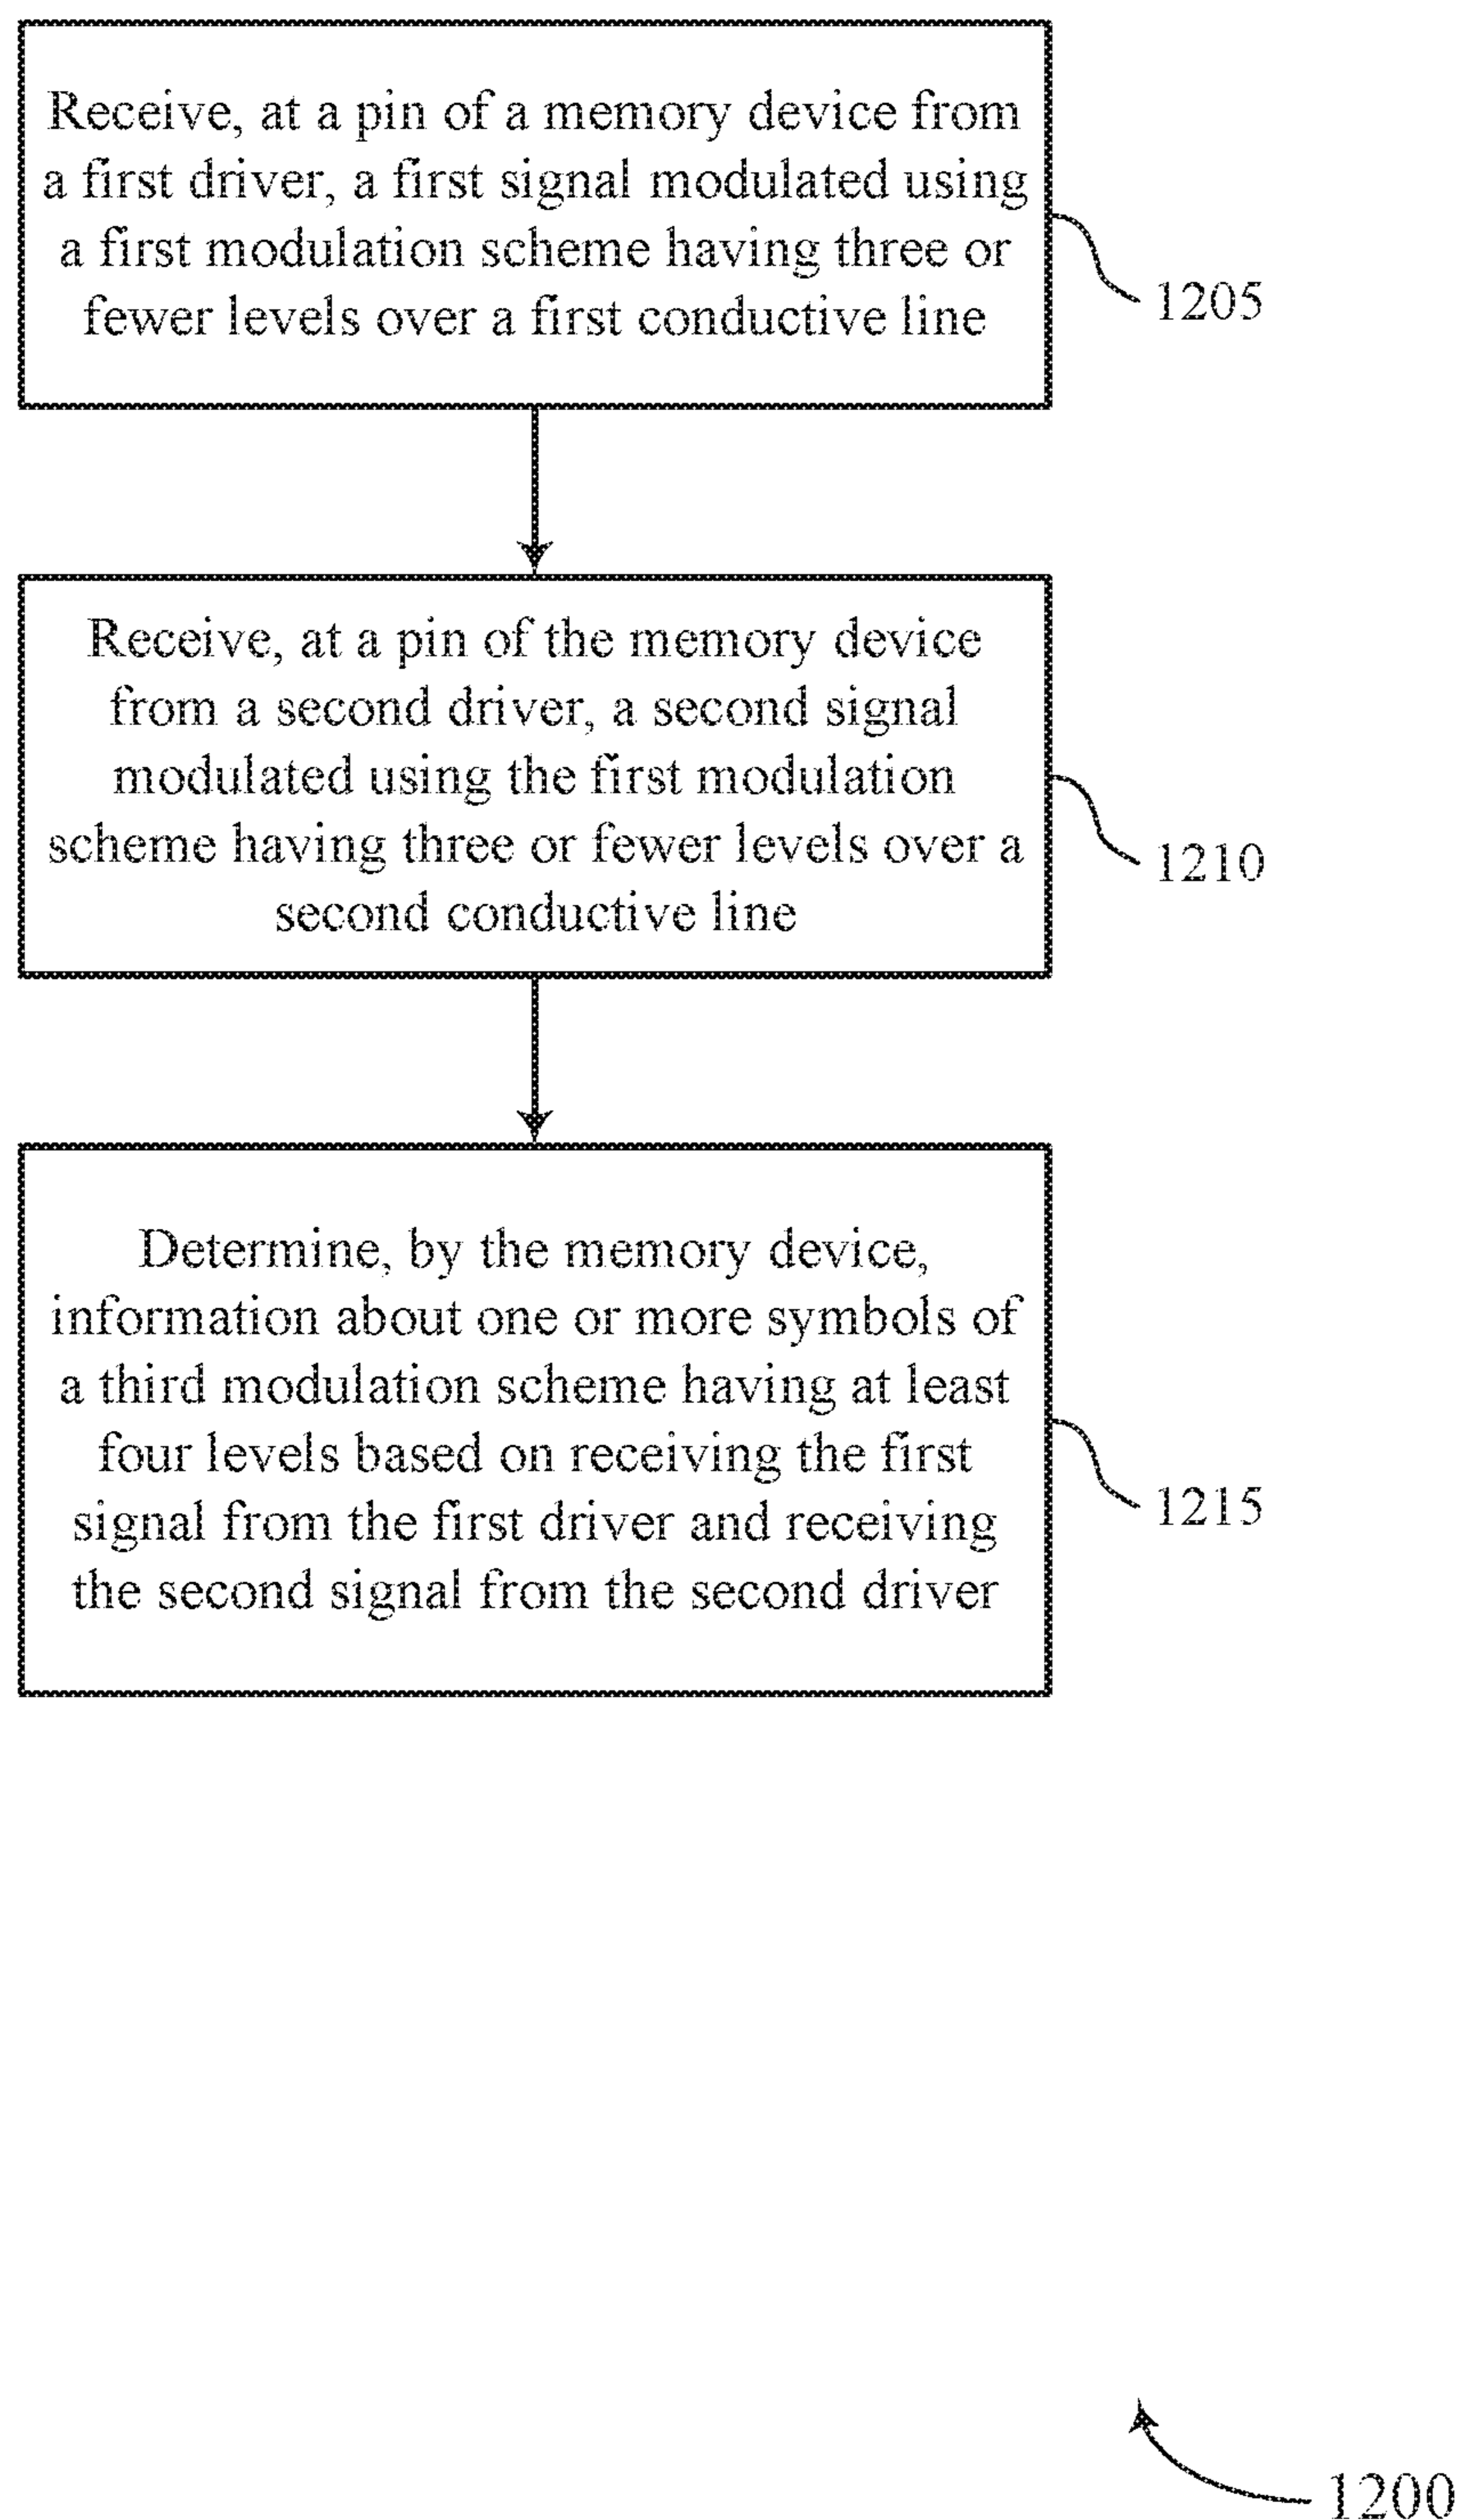 Receive, at a pin of a memory device from
a first driver, a first signal modulated using
a first modulation scheme having three or
fewer levels over a first conductive line
1205
Receive, at a pin of the memory device
from a second driver, a second signal
modulated using the first modulation
scheme having three or fewer levels over a
second conductive line
1210
Determine, by the memory device,
information about one or more symbols of
a third modulation scheme having at least
four levels based on receiving the first
signal from the first driver and receiving
the second signal from the second driver
1215
1200